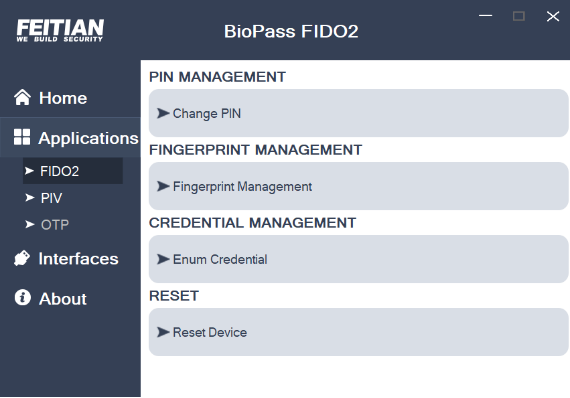 FEITIAN
WE BUILD SECURITY
BioPass FIDO2
Home
Applications
FIDO2
PIV
OTP
Interfaces
About
PIN MANAGEMENT
Change PIN
FINGERPRINT MANAGEMENT
Fingerprint Management
CREDENTIAL MANAGEMENT
Enum Credential
RESET
Reset Device